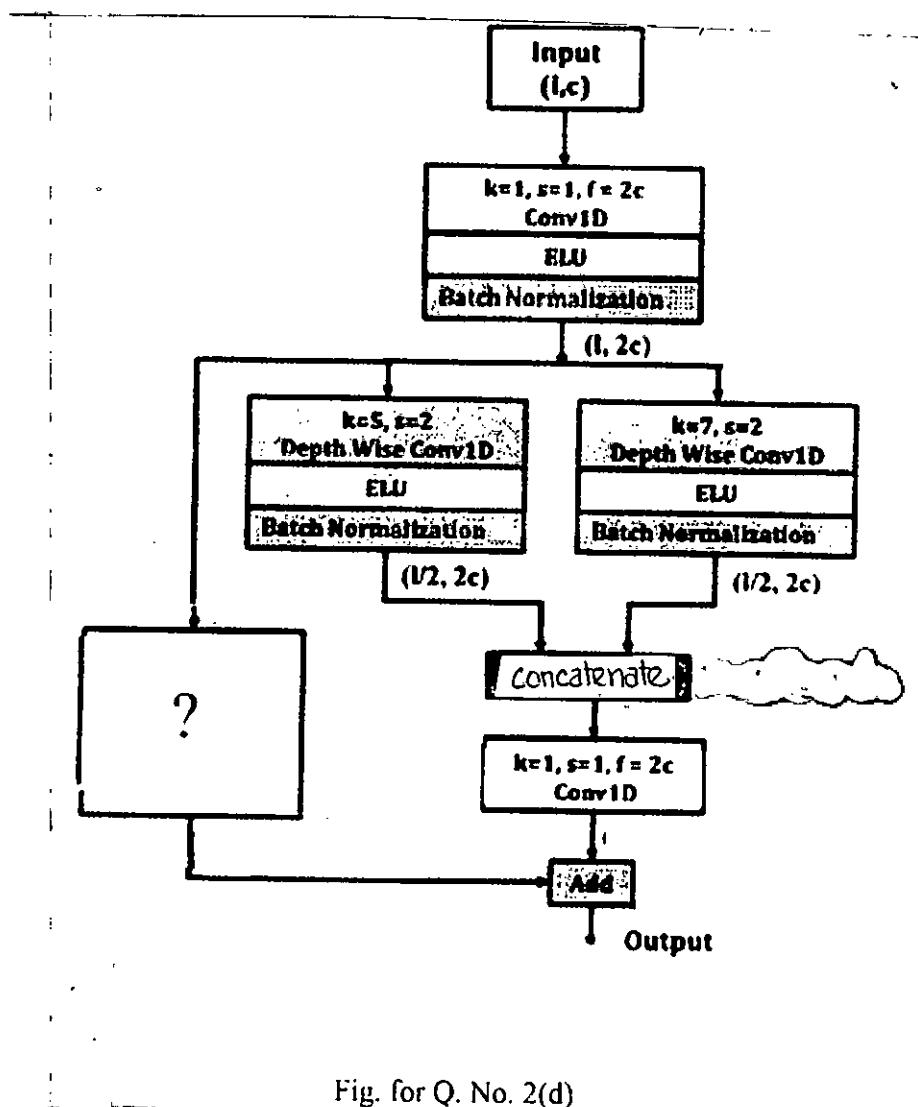 Input
(l,c)
k=1, s=1, f = 2c
Conv1D
ELU
Batch Normalization
(l, 2c)
k=5, s=2
Depth Wise Conv1D
ELU
Batch Normalization
k=7, s=2
Depth Wise Conv1D
ELU
Batch Normalization
(l/2, 2c)
(l/2, 2c)
concatenate
?
k=1, s=1, f = 2c
Conv1D
Add
Output
Fig. for Q. No. 2(d)